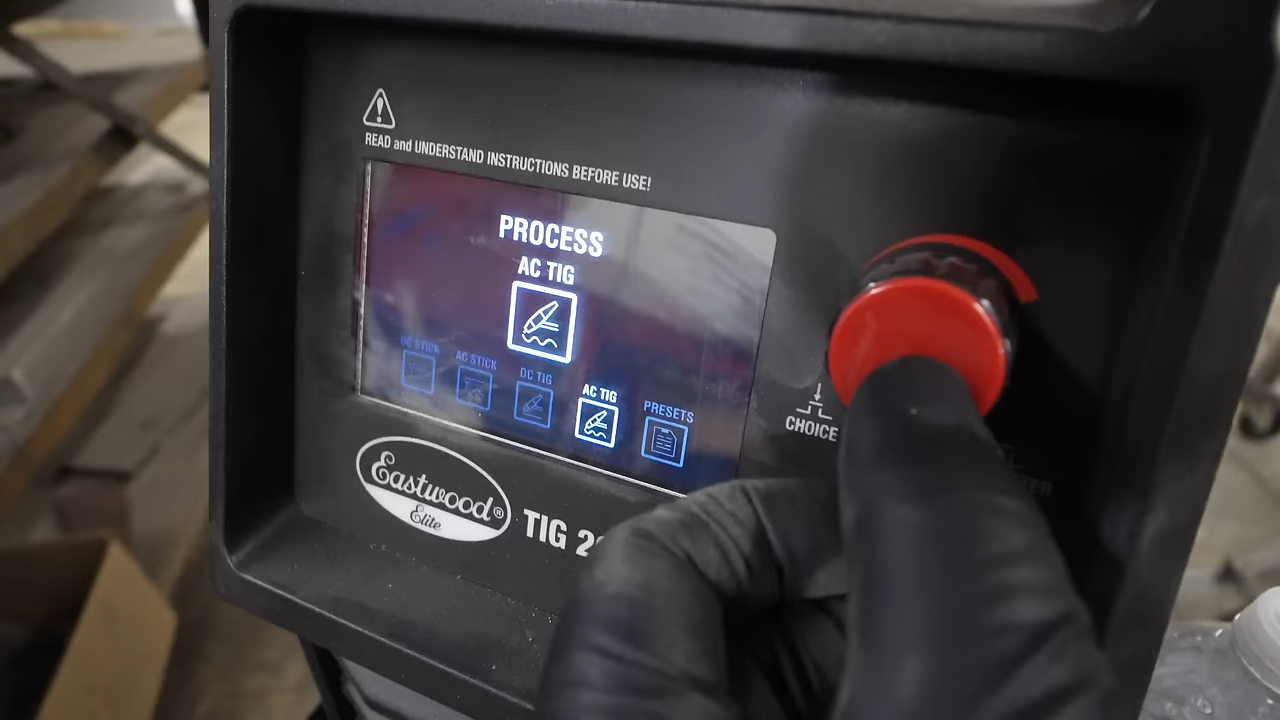 READ and UNDERSTAND INSTRUCTIONS BEFORE USE!
PROCESS
AC TIG
DC STICK
AC STICK
DC TIG
AC TIG
PRESETS
CHOICE
Eastwood®
Elite
TIG